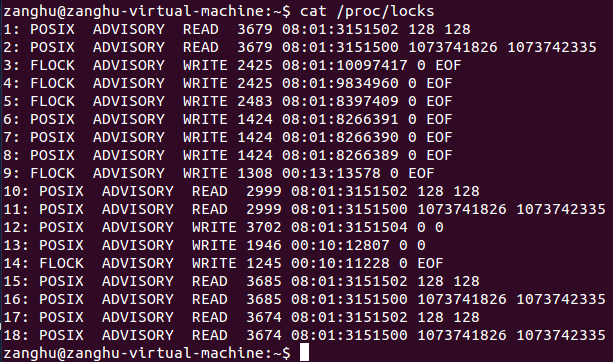 zanghu@zanghu-virtual-machine:~$ cat /proc/locks
1: POSIX  ADVISORY  READ  3679 08:01:3151502 128 128
2: POSIX  ADVISORY  READ  3679 08:01:3151500 1073741826 1073742335
3: FLOCK  ADVISORY  WRITE 2425 08:01:10097417 0 EOF
4: FLOCK  ADVISORY  WRITE 2425 08:01:9834960 0 EOF
5: FLOCK  ADVISORY  WRITE 2483 08:01:8397409 0 EOF
6: POSIX  ADVISORY  WRITE 1424 08:01:8266391 0 EOF
7: POSIX  ADVISORY  WRITE 1424 08:01:8266390 0 EOF
8: POSIX  ADVISORY  WRITE 1424 08:01:8266389 0 EOF
9: FLOCK  ADVISORY  WRITE 1308 00:13:13578 0 EOF
10: POSIX  ADVISORY  READ  2999 08:01:3151502 128 128
11: POSIX  ADVISORY  READ  2999 08:01:3151500 1073741826 1073742335
12: POSIX  ADVISORY  WRITE 3702 08:01:3151504 0 0
13: POSIX  ADVISORY  WRITE 1946 00:10:12807 0 0
14: FLOCK  ADVISORY  WRITE 1245 00:10:11228 0 EOF
15: POSIX  ADVISORY  READ  3685 08:01:3151502 128 128
16: POSIX  ADVISORY  READ  3685 08:01:3151500 1073741826 1073742335
17: POSIX  ADVISORY  READ  3674 08:01:3151502 128 128
18: POSIX  ADVISORY  READ  3674 08:01:3151500 1073741826 1073742335
zanghu@zanghu-virtual-machine:~$